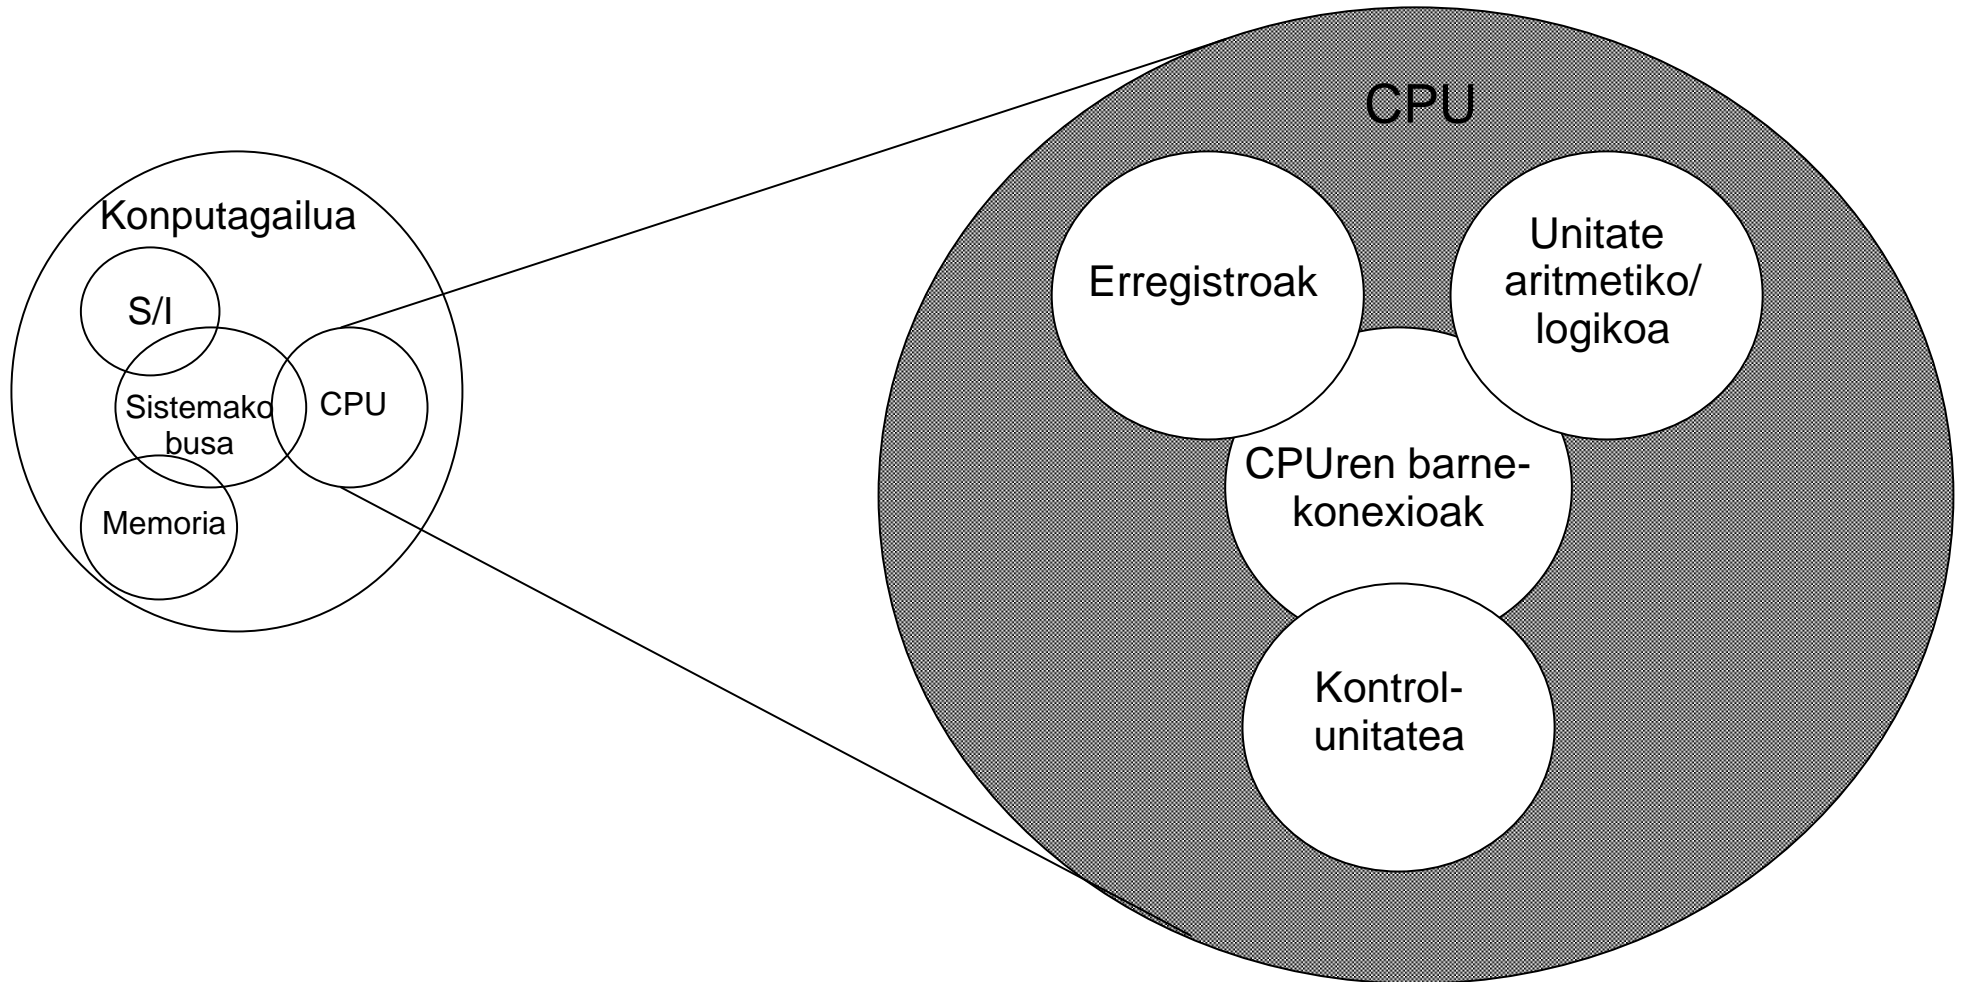 Konputagailua
S/I
Sistemako
busa
CPU
Memoria
CPU
Erregistroak
Unitate
aritmetiko/
logikoa
CPUren barne-
konexioak
Kontrol-
unitatea